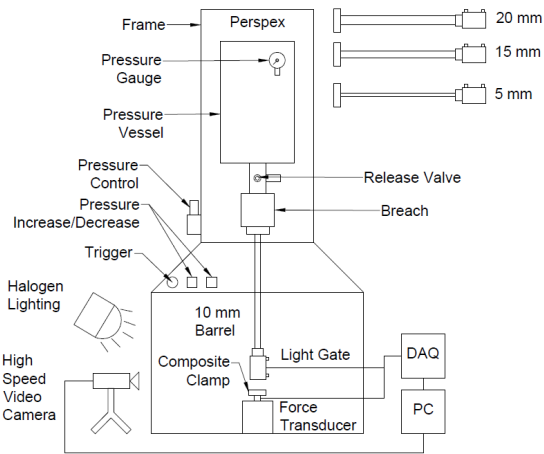 Frame
Perspex
20 mm
15 mm
5 mm
Pressure
Gauge
Pressure
Vessel
Pressure
Control
Release Valve
Pressure
Increase/Decrease
Breach
Trigger
Halogen
Lighting
10 mm
Barrel
High
Speed
Video
Camera
Composite
Clamp
Light Gate
DAQ
Force
Transducer
PC